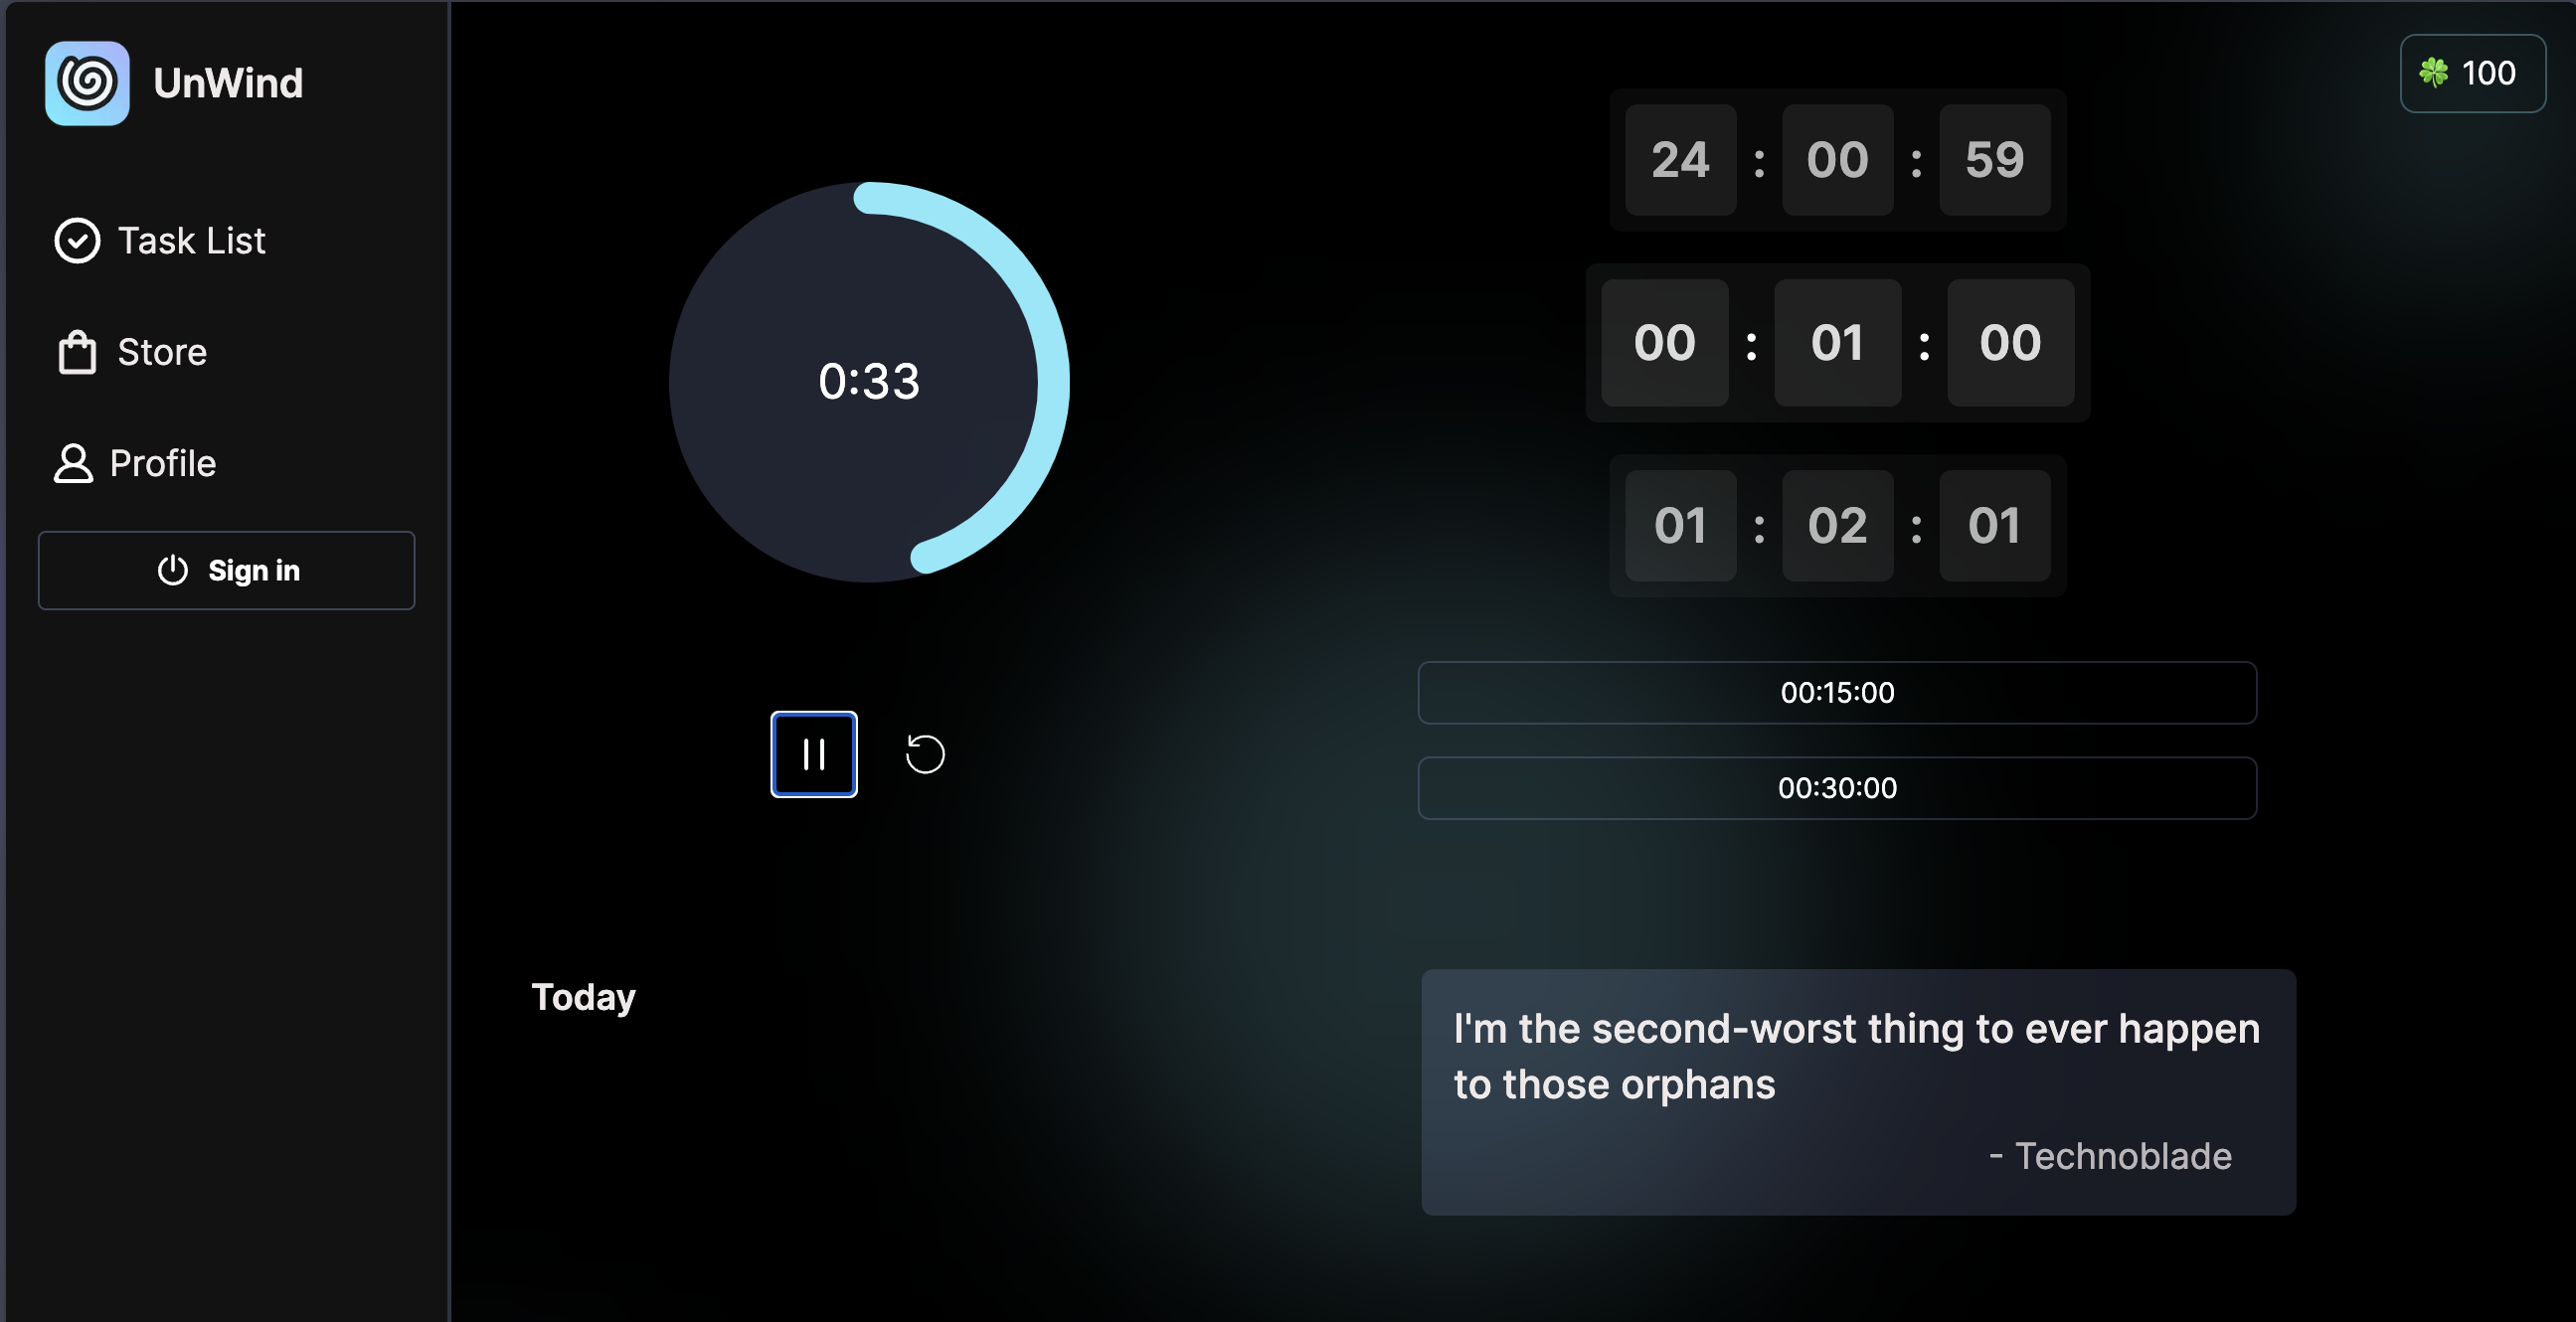 UnWind
Task List
Store
Profile
Sign in
100
0:33
24 : 00 : 59
00 : 01 : 00
01 : 02 : 01
00:15:00
00:30:00
Today
I'm the second-worst thing to ever happen
to those orphans
- Technoblade